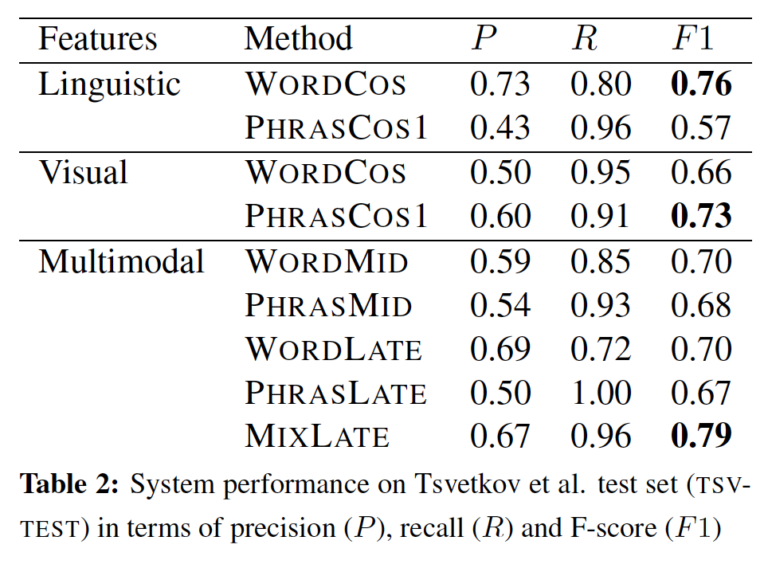 Features Method P R F1
Linguistic WORDCOS 0.73 0.80 0.76
PHRASCOS1 0.43 0.96 0.57
Visual WORDCOS 0.50 0.95 0.66
PHRASCOS1 0.60 0.91 0.73
Multimodal WORDMID 0.59 0.85 0.70
PHRASMID 0.54 0.93 0.68
WORDLATE 0.69 0.72 0.70
PHRASLATE 0.50 1.00 0.67
MIXLATE 0.67 0.96 0.79
Table 2: System performance on Tsvetkov et al. test set (TSV-
TEST) in terms of precision (P), recall (R) and F-score (F1)